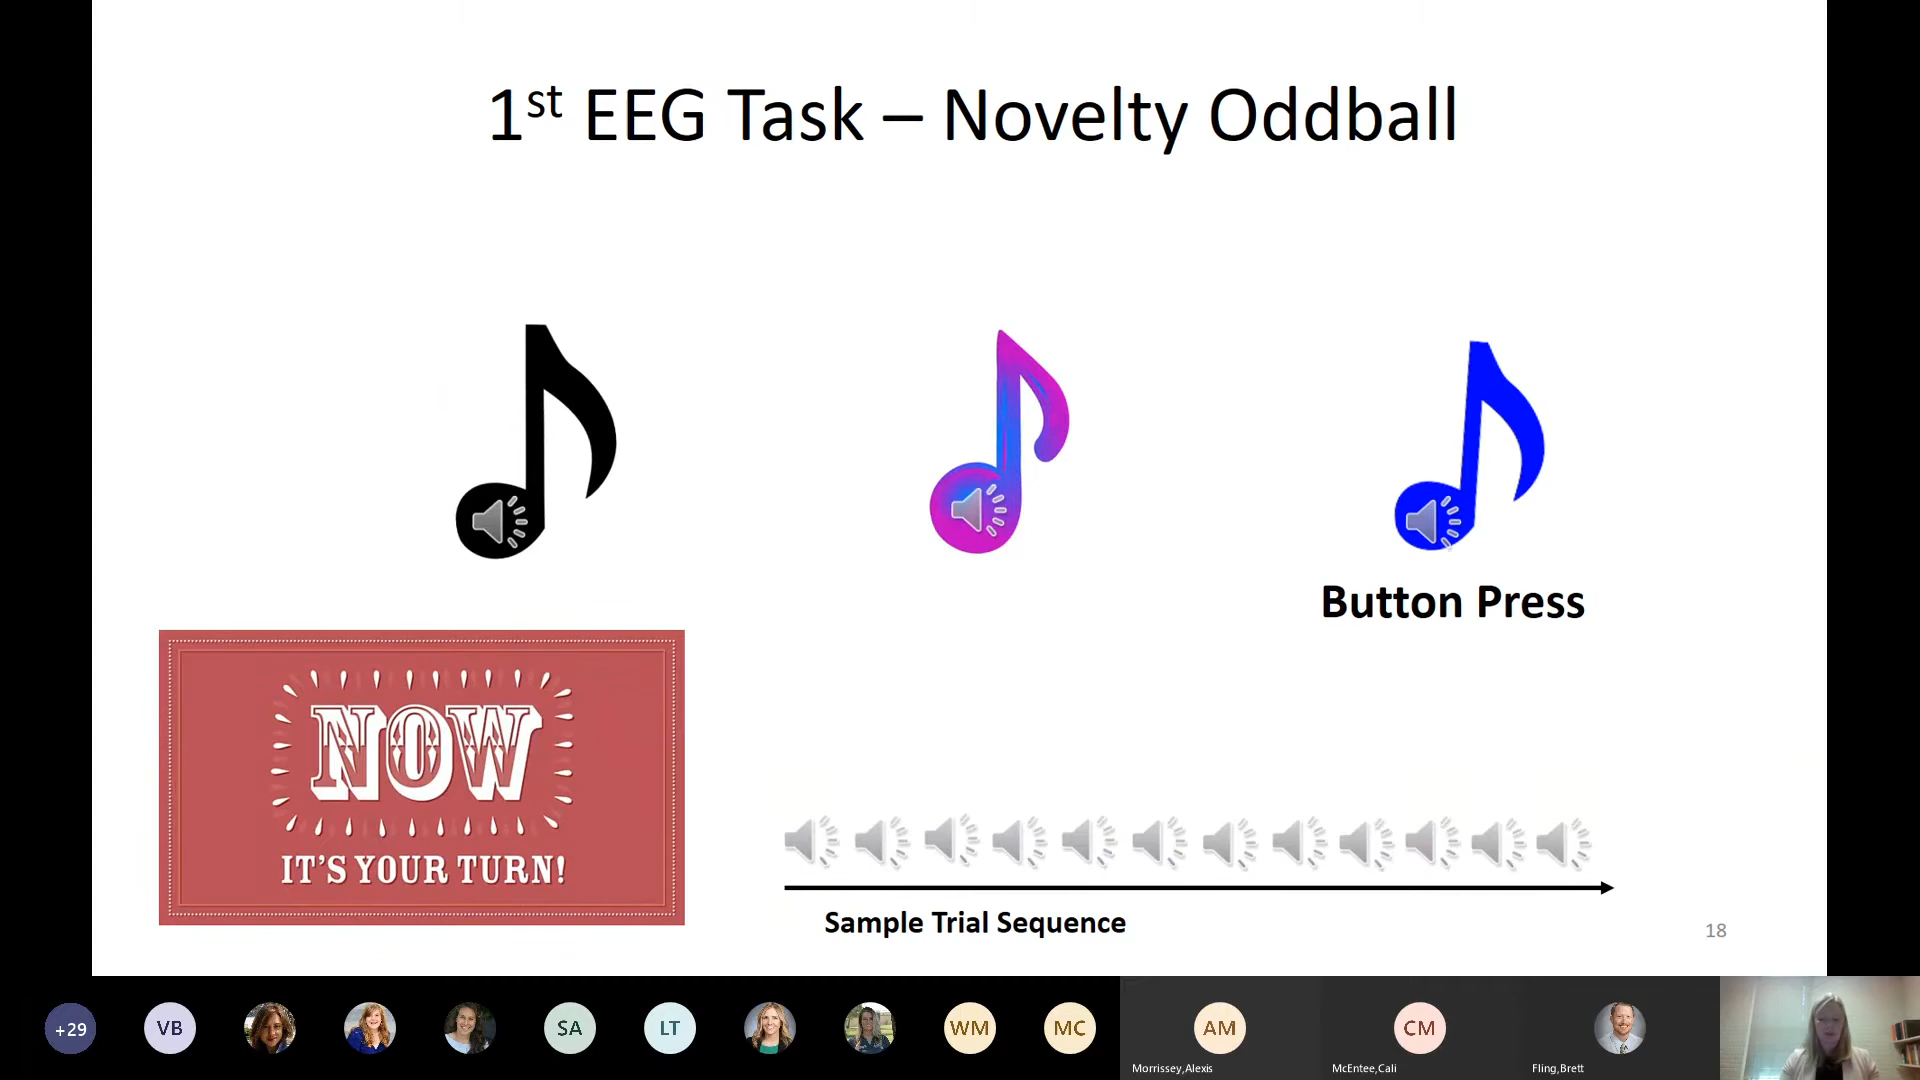 1st EEG Task – Novelty Oddball
Button Press
NOW
IT'S YOUR TURN!
Sample Trial Sequence
18
+29
VB
SA
LT
WM
MC
AM
CM
Morrissey,Alexis
McEntee,Cali
Fling,Brett